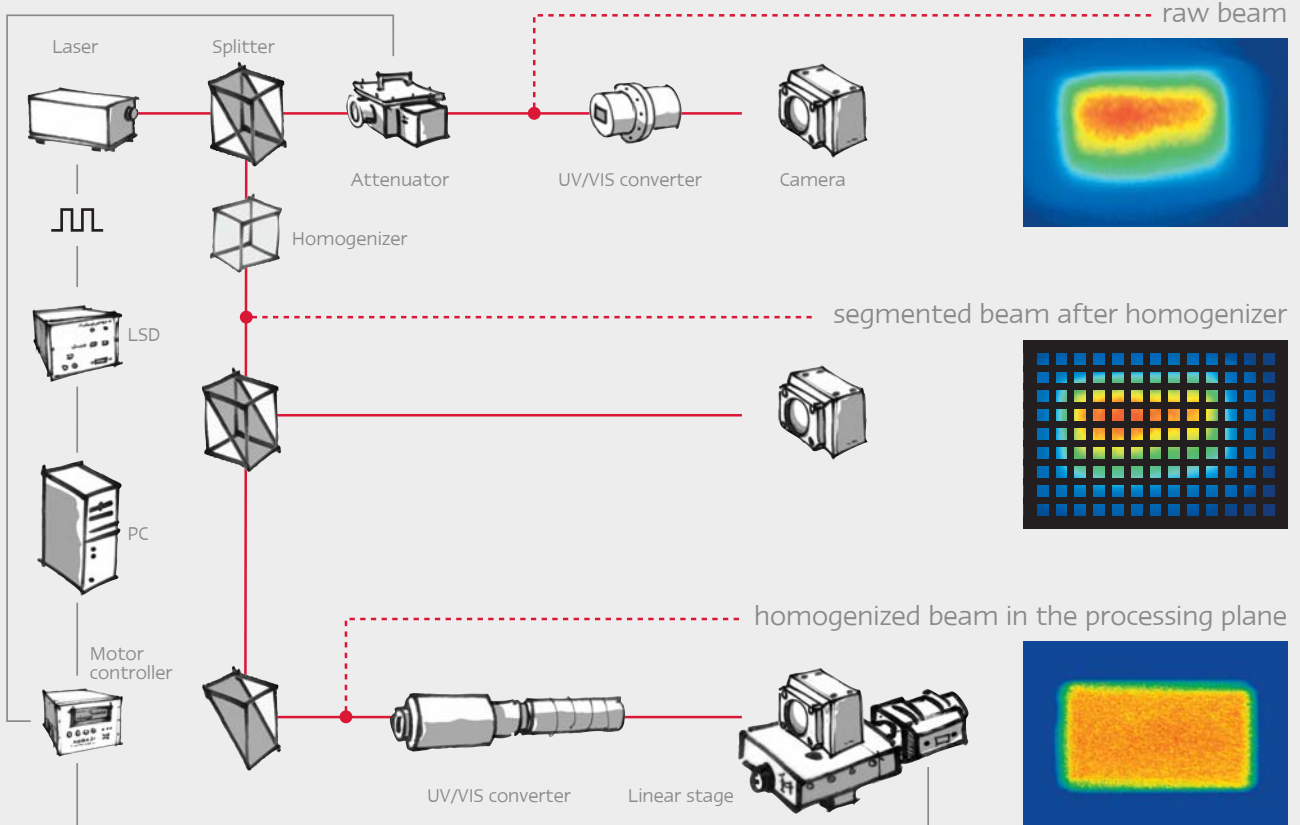 raw beam
Laser
Splitter
Attenuator
UV/VIS converter
Camera
Homogenizer
segmented beam after homogenizer
LSD
PC
homogenized beam in the processing plane
Motor
controller
UV/VIS converter
Linear stage